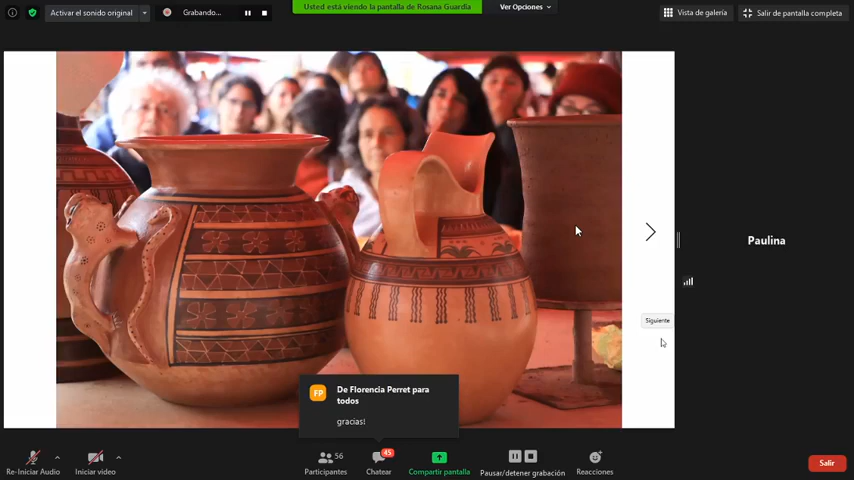 Activar el sonido original
Grabando...
Usted está viendo la pantalla de Rosana Guardia
Ver Opciones
Vista de galería
Salir de pantalla completa
Paulina
Siguiente
FP
De Florencia Perret para
todos
gracias!
Re-Iniciar Audio
Iniciar video
56
Participantes
45
Chatear
Compartir pantalla
Pausar/detener grabación
Reacciones
Salir